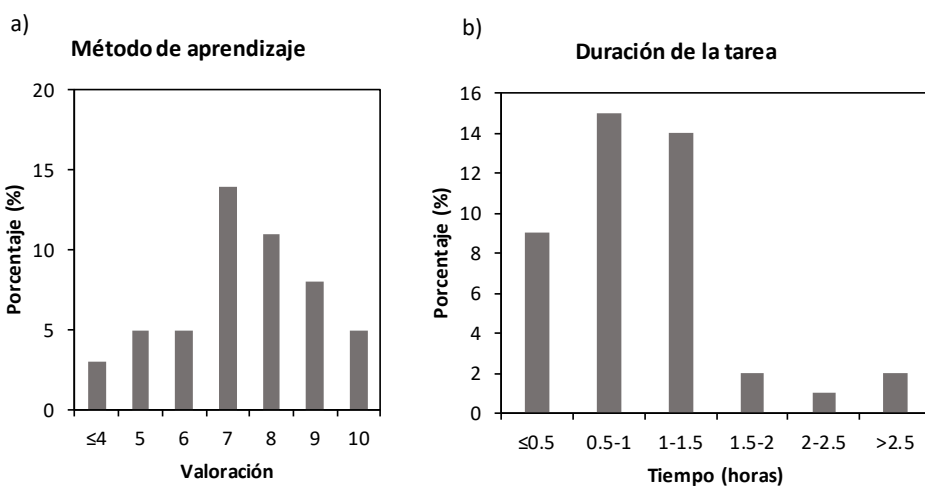 a)
Método de aprendizaje
20
15
10
5
0
Porcentaje (%)
≤4 5 6 7 8 9 10
Valoración
b)
Duración de la tarea
16
14
12
10
8
6
4
2
0
Porcentaje (%)
≤0.5 0.5-1 1-1.5 1.5-2 2-2.5 >2.5
Tiempo (horas)